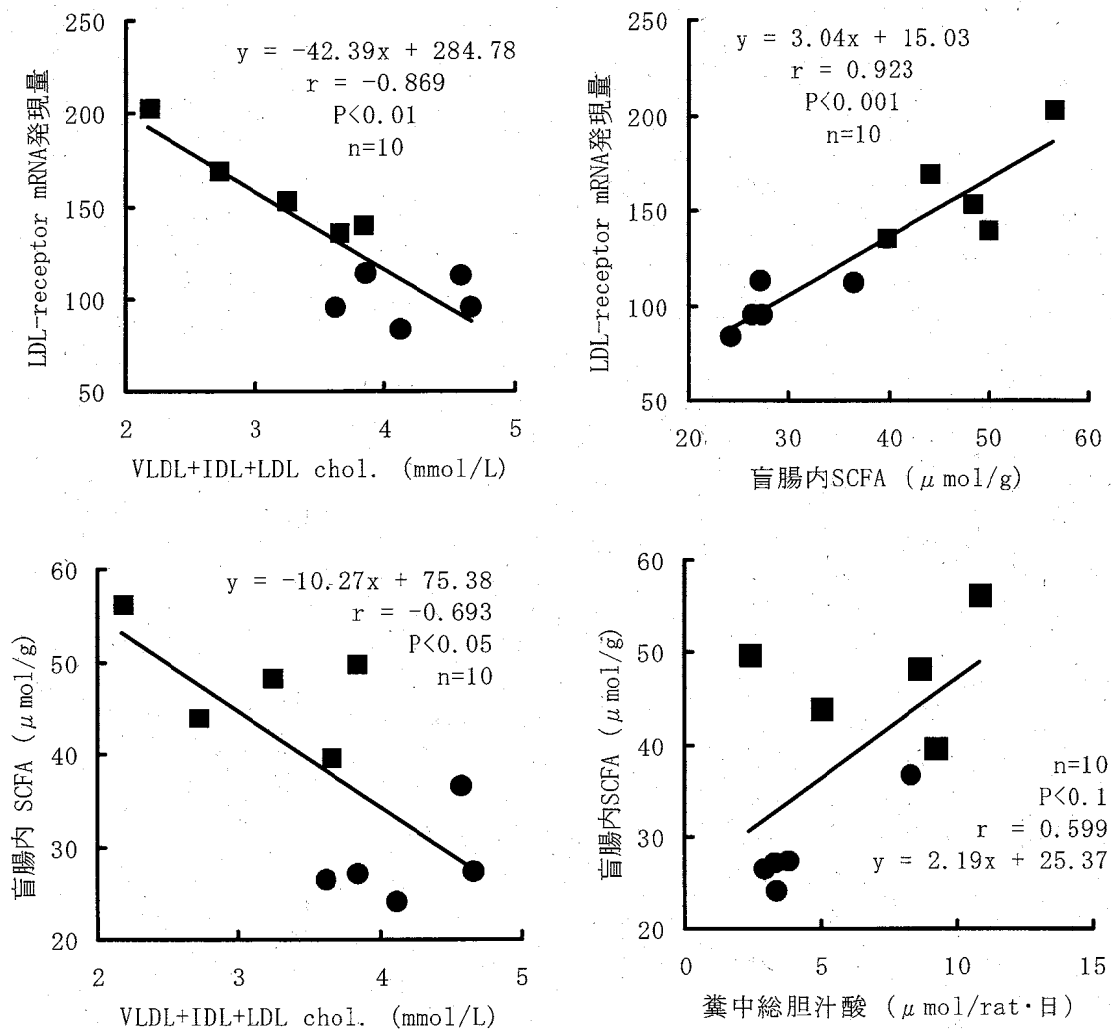 250
200
150
100
50
LDL-receptor mRNA発現量
y = -42.39x + 284.78
r = -0.869
P<0.01
n=10
2 3 4 5
VLDL+IDL+LDL chol. (mmol/L)
250
200
150
100
50
LDL-receptor mRNA発現量
y = 3.04x + 15.03
r = 0.923
P<0.001
n=10
20 30 40 50 60
盲腸内SCFA (μmol/g)
60
50
40
30
20
盲腸内 SCFA (μmol/g)
y = -10.27x + 75.38
r = -0.693
P<0.05
n=10
2 3 4 5
VLDL+IDL+LDL chol. (mmol/L)
60
50
40
30
20
盲腸内SCFA (μmol/g)
n=10
P<0.1
r = 0.599
y = 2.19x + 25.37
0 5 10 15
糞中総胆汁酸 (μmol/rat·日)